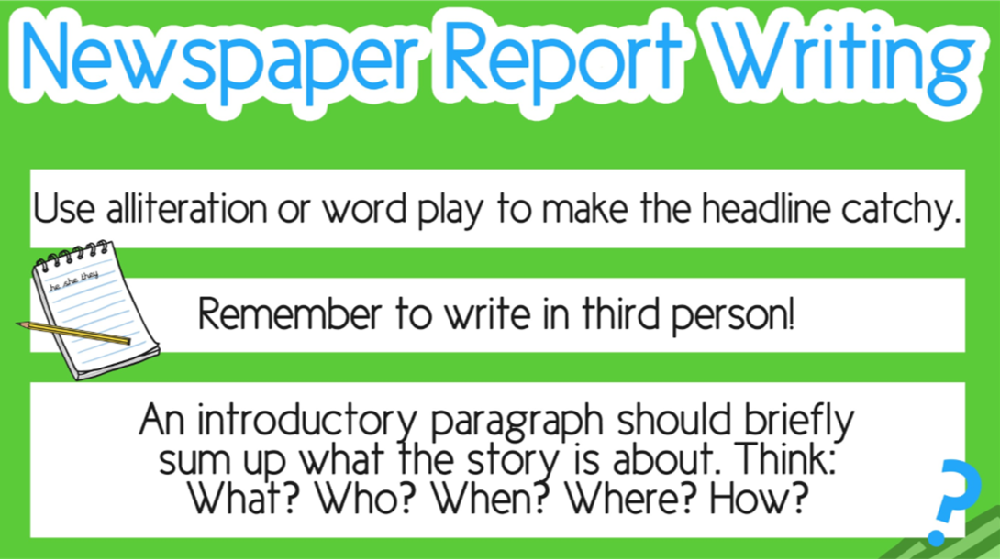 Newspaper Report Writing
Use alliteration or word play to make the headline catchy.
he she they
Remember to write in third person!
An introductory paragraph should briefly
sum up what the story is about. Think:
What? Who? When? Where? How?
?